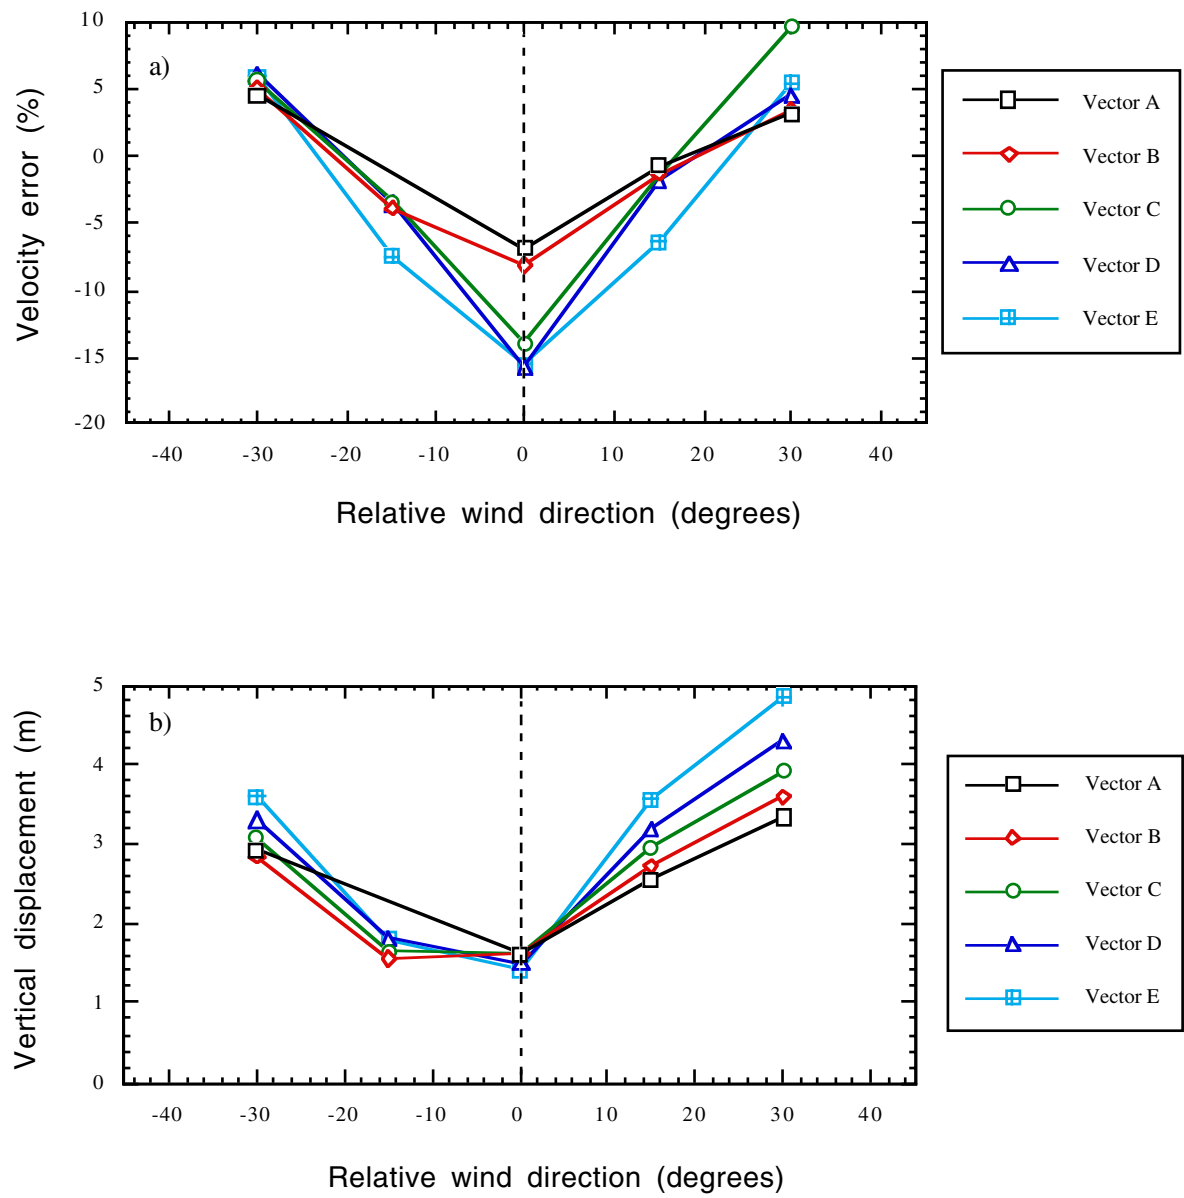 10
5
0
-5
-10
-15
-20
Velocity error (%)
a)
-40 -30 -20 -10 0 10 20 30 40
Relative wind direction (degrees)
Vector A
Vector B
Vector C
Vector D
Vector E
5
4
3
2
1
0
Vertical displacement (m)
b)
-40 -30 -20 -10 0 10 20 30 40
Relative wind direction (degrees)
Vector A
Vector B
Vector C
Vector D
Vector E